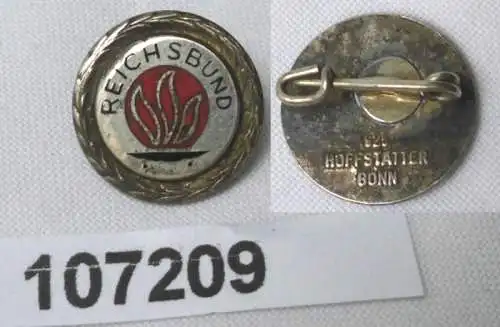 REICHSBUND
HOFFSTÄTTER
BONN
107209